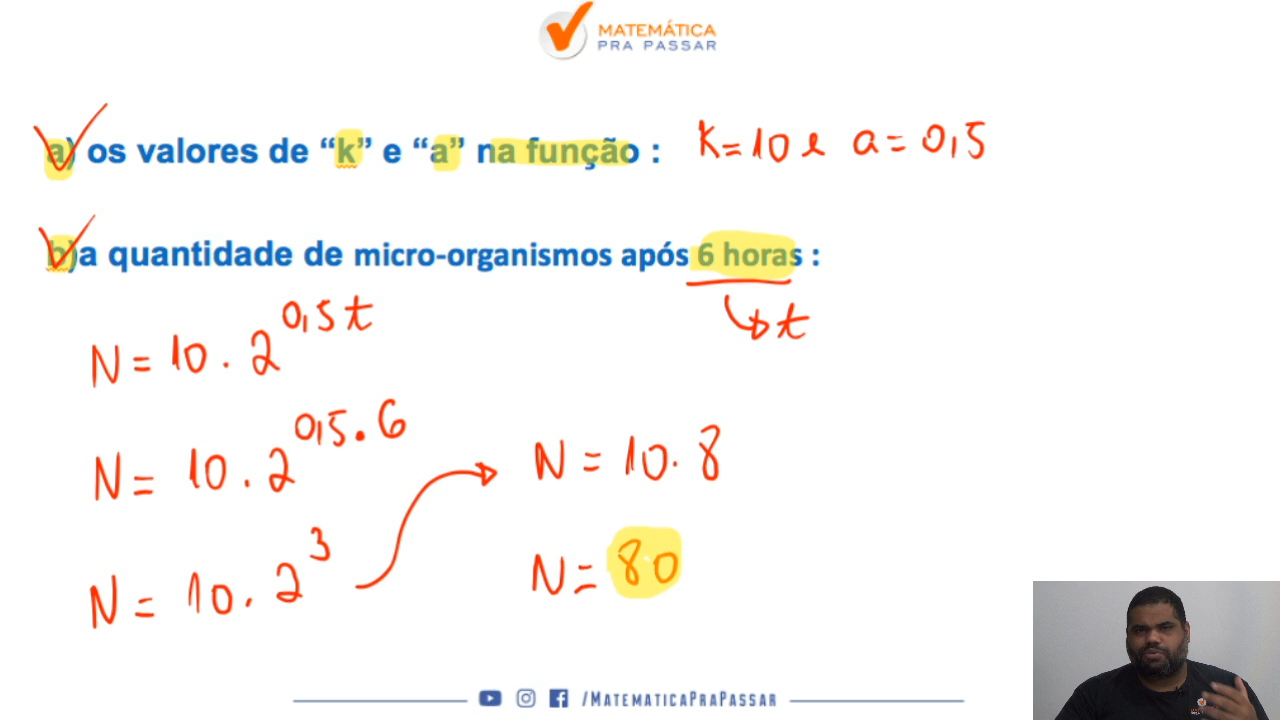 MATEMÁTICA
PRA PASSAR
a) os valores de “k” e “a” na função : K=10 e a=0,5
b)a quantidade de micro-organismos após 6 horas :
t
N = 10 . 2^0,5t
N = 10 . 2^0,5.6
N = 10 . 2^3
N = 10 . 8
N = 80
/MATEMATICAPRAPASSAR